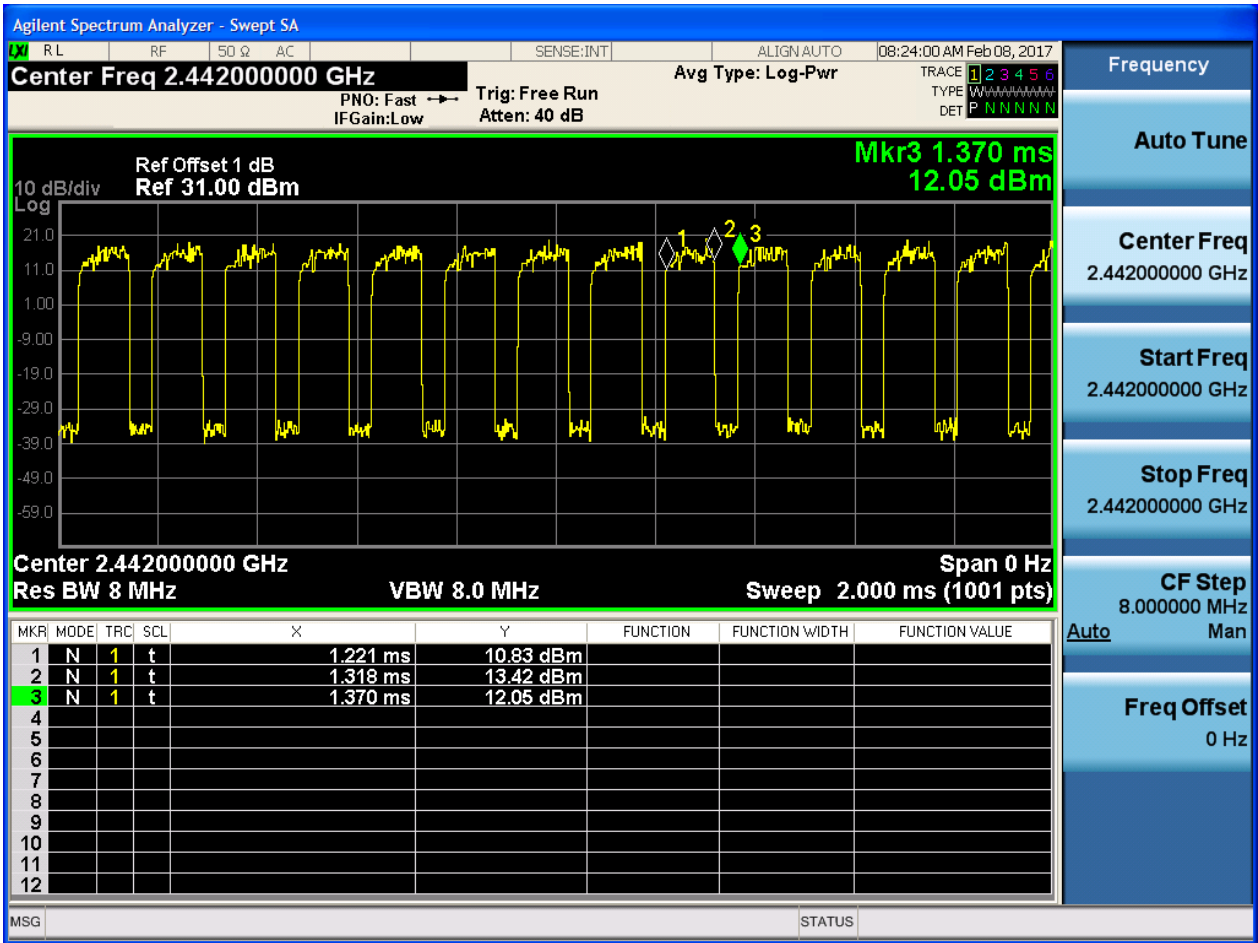 Agilent Spectrum Analyzer - Swept SA
LXI RL RF 50 Ω AC SENSE:INT ALIGN AUTO 08:24:00 AM Feb 08, 2017
Center Freq 2.442000000 GHz
PNO: Fast
IFGain:Low
Trig: Free Run
Atten: 40 dB
Avg Type: Log-Pwr
TRACE 1 2 3 4 5 6
TYPE WWWWWW
DET P N N N N N
Ref Offset 1 dB
10 dB/div Ref 31.00 dBm
Log
Mkr3 1.370 ms
12.05 dBm
21.0
11.0
1.00
-9.00
-19.0
-29.0
-39.0
-49.0
-59.0
1 2 3
Center 2.442000000 GHz Span 0 Hz
Res BW 8 MHz VBW 8.0 MHz Sweep 2.000 ms (1001 pts)
MKR MODE TRC SCL X Y FUNCTION FUNCTION WIDTH FUNCTION VALUE
1 N 1 t 1.221 ms 10.83 dBm
2 N 1 t 1.318 ms 13.42 dBm
3 N 1 t 1.370 ms 12.05 dBm
4
5
6
7
8
9
10
11
12
MSG STATUS
Frequency
Auto Tune
Center Freq
2.442000000 GHz
Start Freq
2.442000000 GHz
Stop Freq
2.442000000 GHz
CF Step
8.000000 MHz
Auto Man
Freq Offset
0 Hz